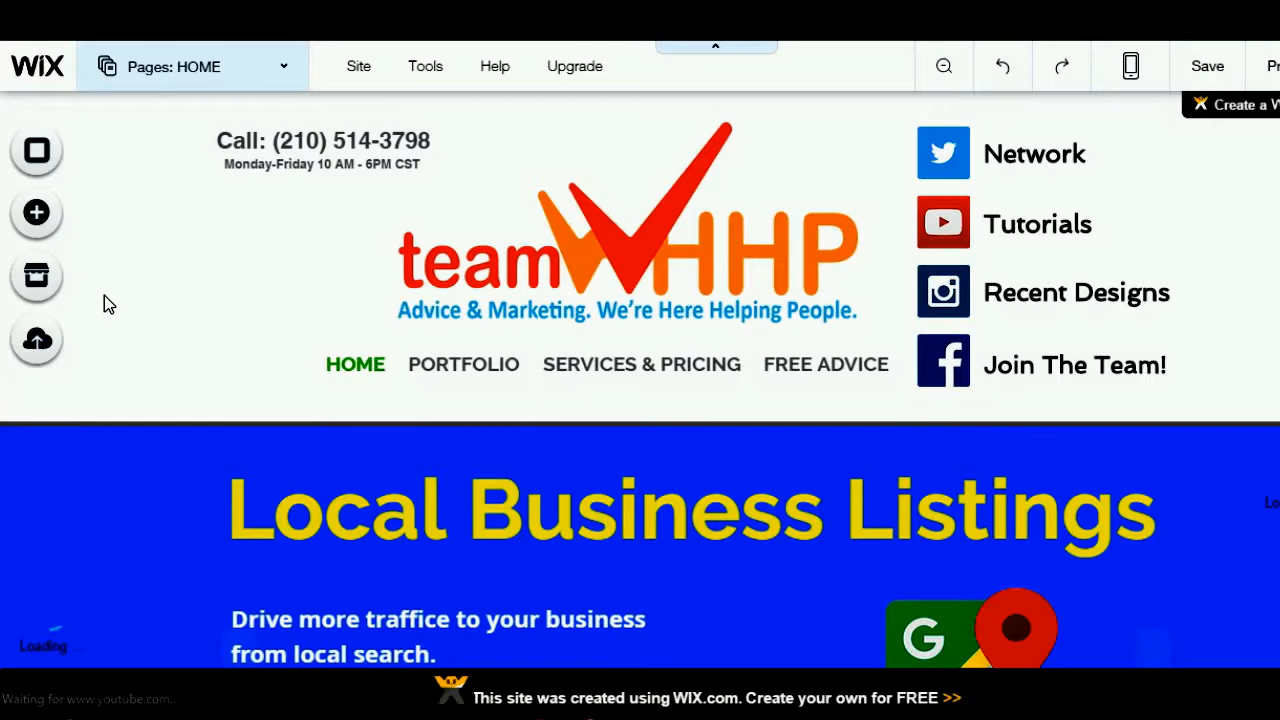 WiX Pages: HOME Site Tools Help Upgrade Save
Call: (210) 514-3798
Monday-Friday 10 AM - 6PM CST
teamWHHP
Advice & Marketing. We're Here Helping People.
HOME PORTFOLIO SERVICES & PRICING FREE ADVICE
Create a
Network
Tutorials
Recent Designs
Join The Team!
Local Business Listings
Drive more traffic to your business
from local search.
G
Loading ...
Waiting for www.youtube.com...
This site was created using WIX.com. Create your own for FREE >>